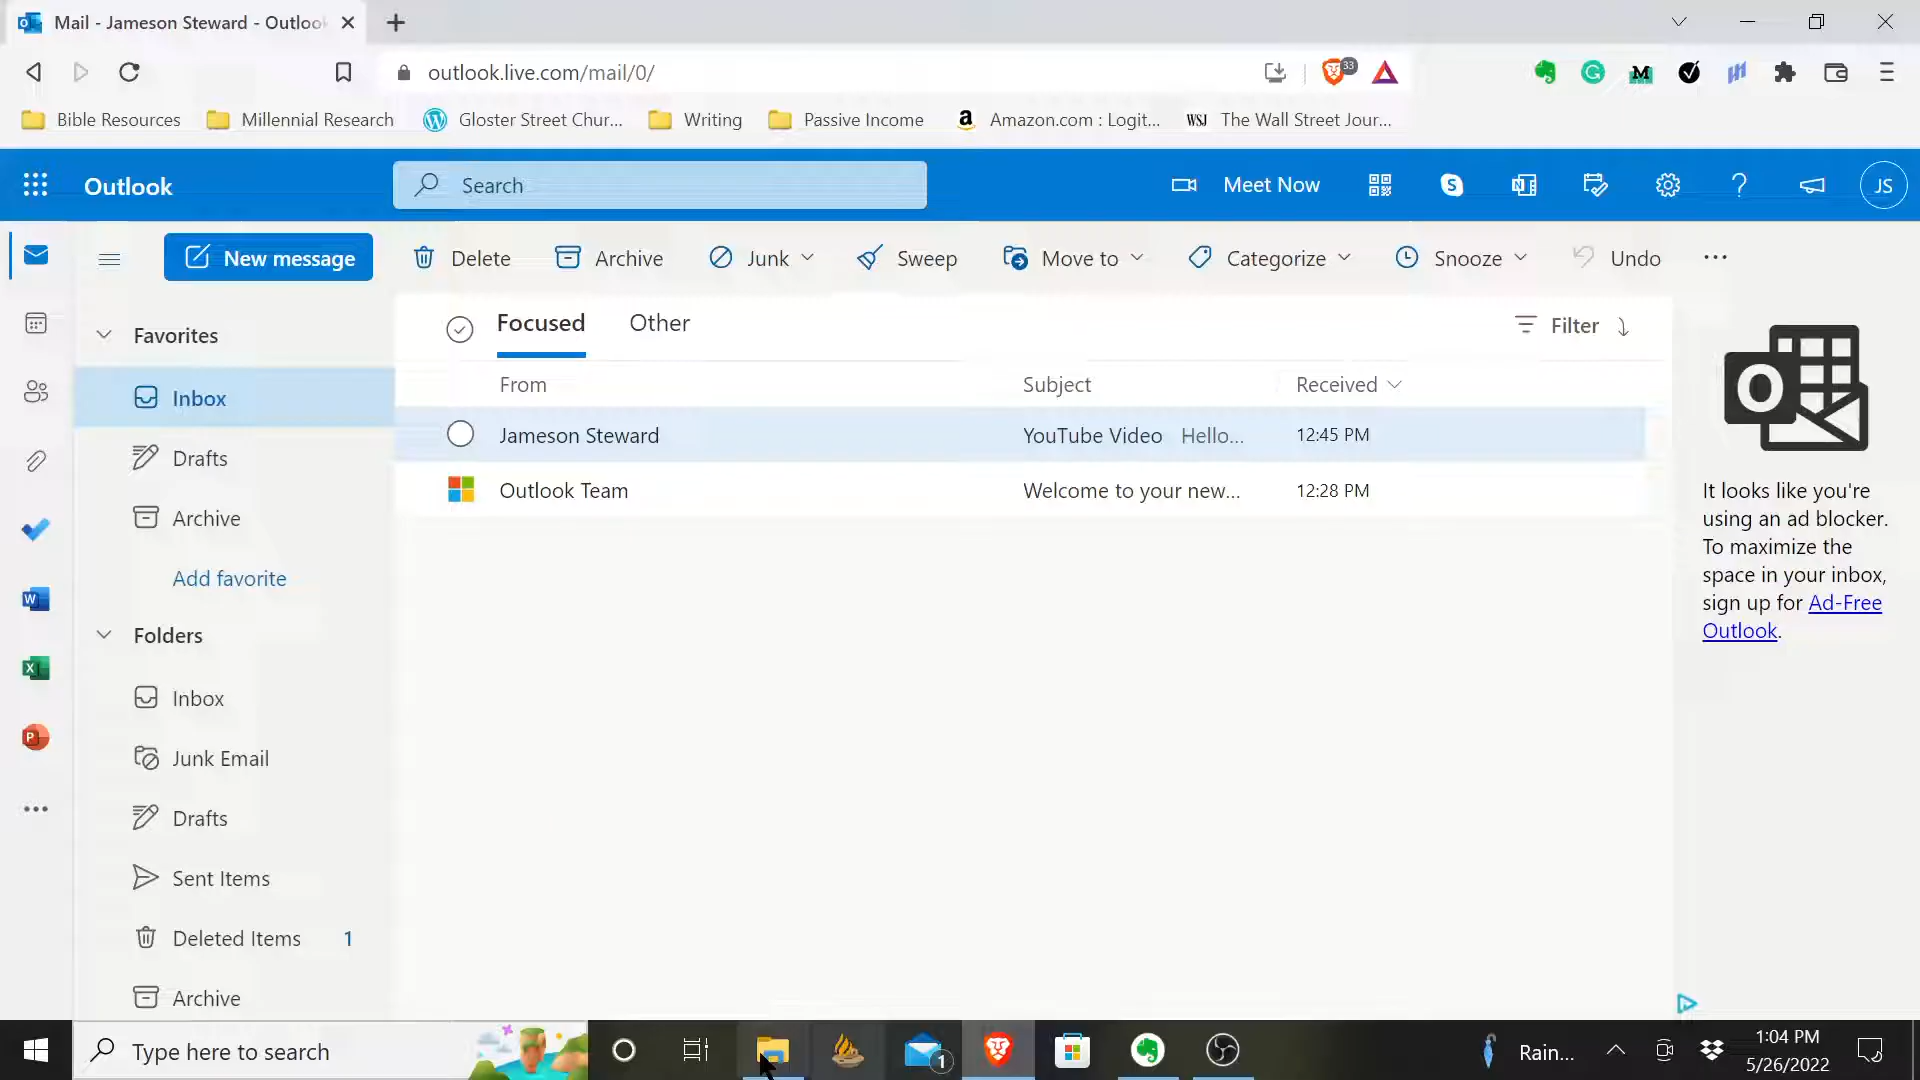 Mail - Jameson Steward - Outloo
outlook.live.com/mail/0/
33
Bible Resources
Millennial Research
Gloster Street Chur...
Writing
Passive Income
Amazon.com : Logit...
WSJ
The Wall Street Jour...
Outlook
Search
Meet Now
JS
New message
Delete
Archive
Junk
Sweep
Move to
Categorize
Snooze
Undo
Favorites
Inbox
Drafts
Archive
Add favorite
Folders
Inbox
Junk Email
Drafts
Sent Items
Deleted Items 1
Archive
Focused
Other
Filter
From
Subject
Received
Jameson Steward
YouTube Video Hello...
12:45 PM
Outlook Team
Welcome to your new...
12:28 PM
It looks like you're
using an ad blocker.
To maximize the
space in your inbox,
sign up for Ad-Free
Outlook.
Type here to search
1
Rain...
1:04 PM
5/26/2022